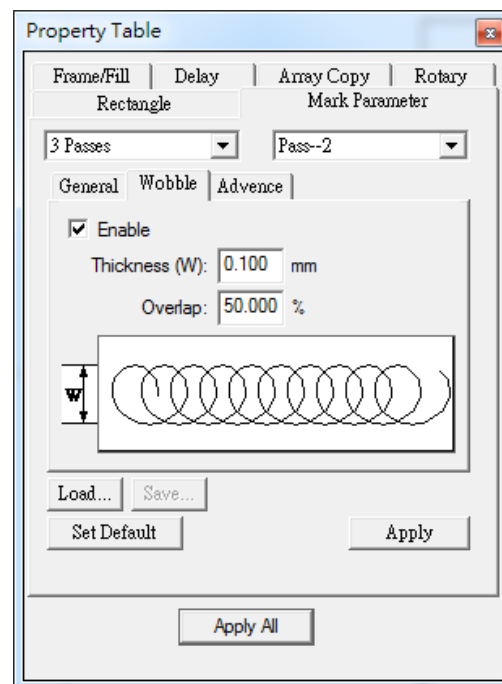 Property Table
Frame/Fill Delay Array Copy Rotary
Rectangle Mark Parameter
3 Passes Pass--2
General Wobble Advence
Enable
Thickness (W): 0.100 mm
Overlap: 50.000 %
W
Load... Save...
Set Default Apply
Apply All